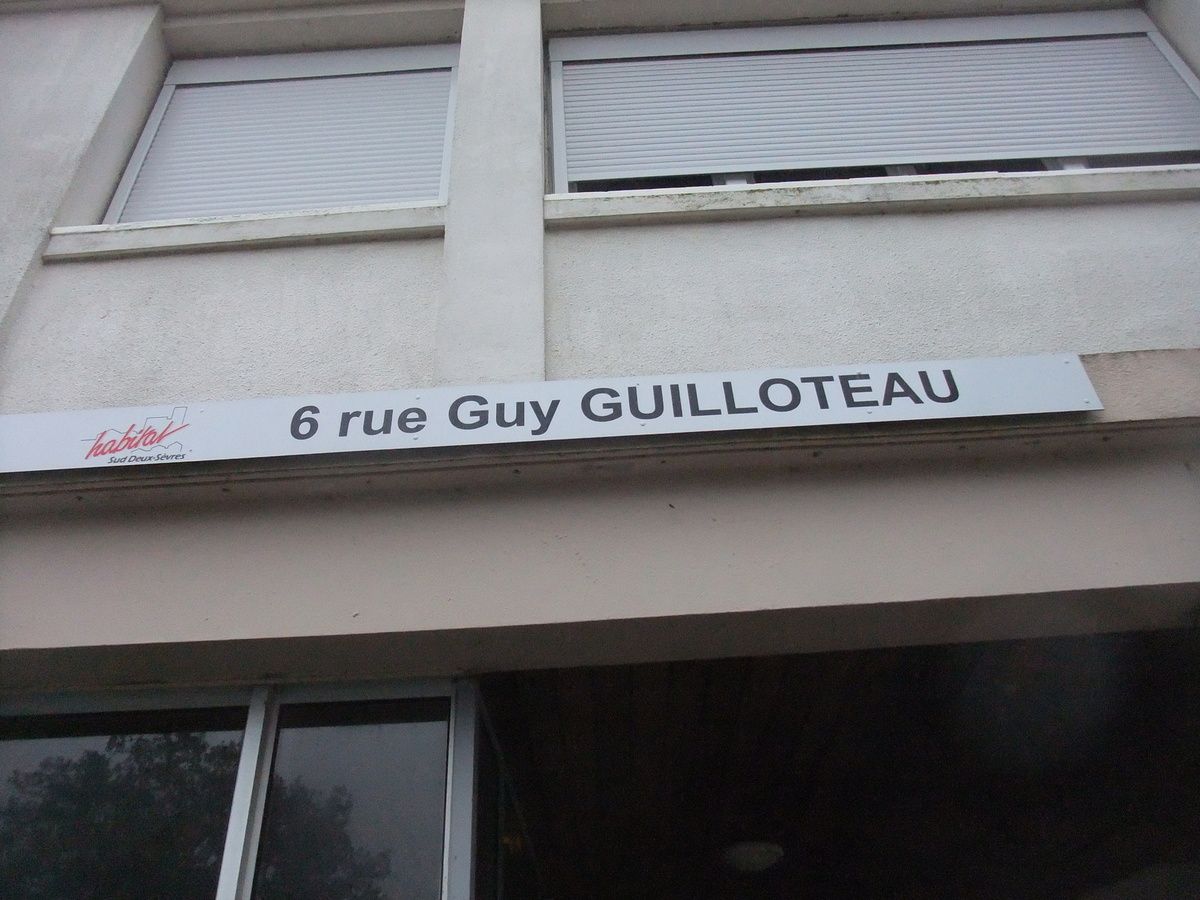 habitat
Sud Deux-Sèvres
6 rue Guy GUILLOTEAU